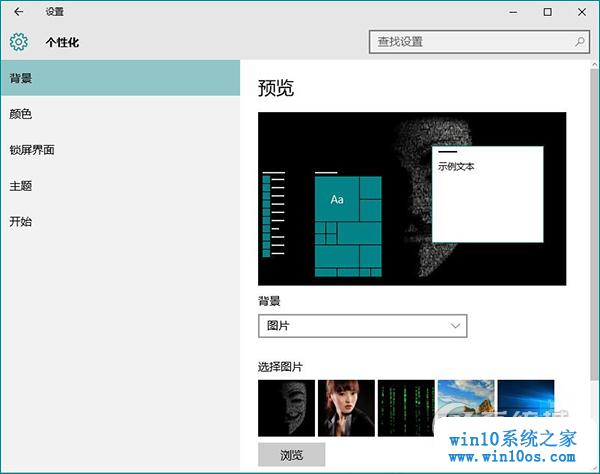 设置
个性化
查找设置
背景
颜色
锁屏界面
主题
开始
预览
Aa
示例文本
背景
图片
选择图片
浏览
win10系统之家
www.win10os.com